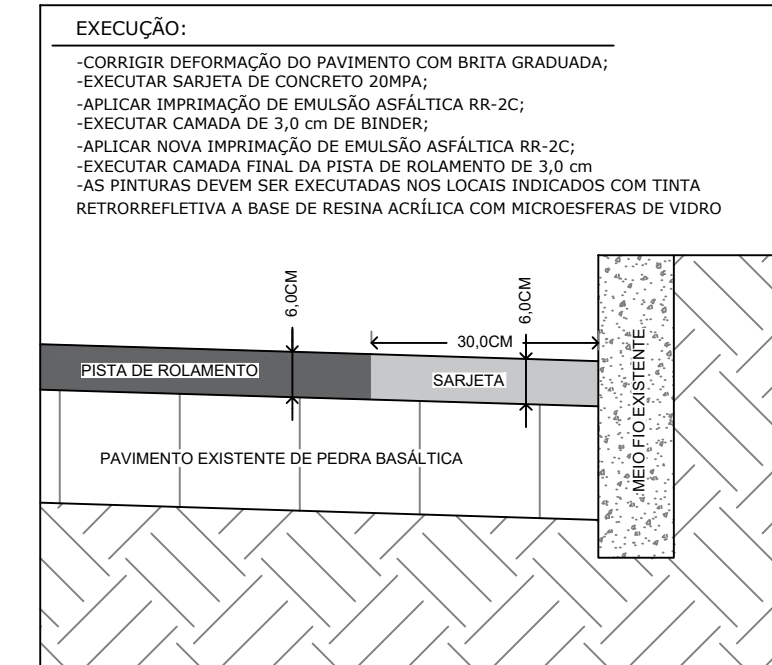 EXECUÇÃO:
-CORRIGIR DEFORMAÇÃO DO PAVIMENTO COM BRITA GRADUADA;
-EXECUTAR SARJETA DE CONCRETO 20MPA;
-APLICAR IMPRIMAÇÃO DE EMULSÃO ASFÁLTICA RR-2C;
-EXECUTAR CAMADA DE 3,0 cm DE BINDER;
-APLICAR NOVA IMPRIMAÇÃO DE EMULSÃO ASFÁLTICA RR-2C;
-EXECUTAR CAMADA FINAL DA PISTA DE ROLAMENTO DE 3,0 cm
-AS PINTURAS DEVEM SER EXECUTADAS NOS LOCAIS INDICADOS COM TINTA
RETRORREFLETIVA A BASE DE RESINA ACRÍLICA COM MICROESFERAS DE VIDRO
6,0CM
6,0CM
30,0CM
PISTA DE ROLAMENTO
SARJETA
MEIO FIO EXISTENTE
PAVIMENTO EXISTENTE DE PEDRA BASÁLTICA